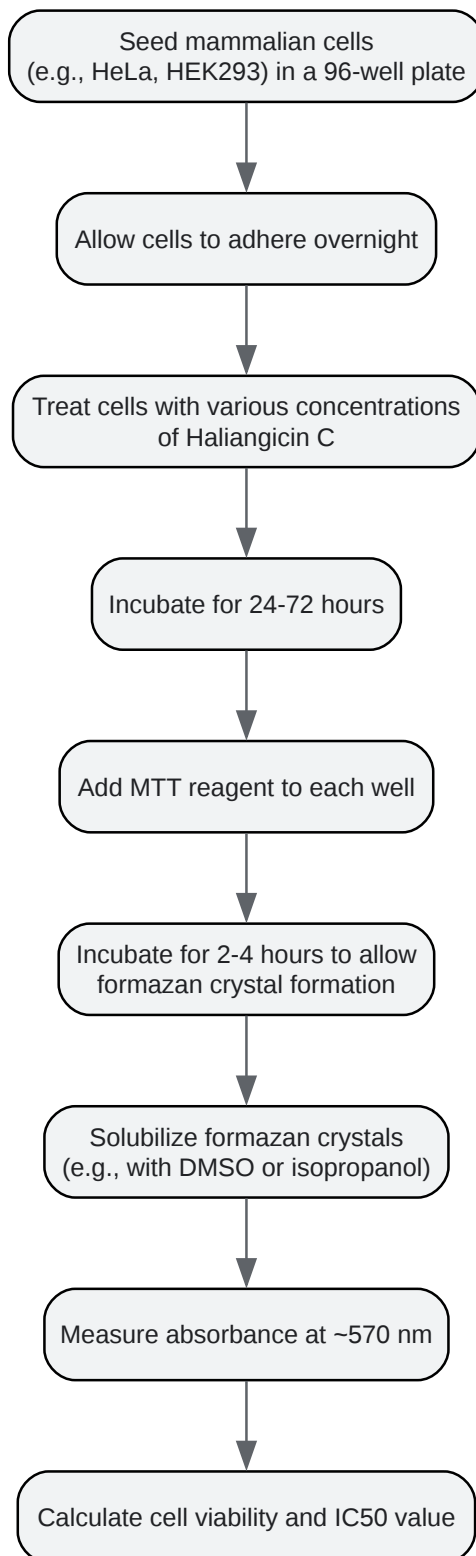 Seed mammalian cells
(e.g., HeLa, HEK293) in a 96-well plate
Allow cells to adhere overnight
Treat cells with various concentrations
of Haliangicin C
Incubate for 24-72 hours
Add MTT reagent to each well
Incubate for 2-4 hours to allow
formazan crystal formation
Solubilize formazan crystals
(e.g., with DMSO or isopropanol)
Measure absorbance at ~570 nm
Calculate cell viability and IC50 value